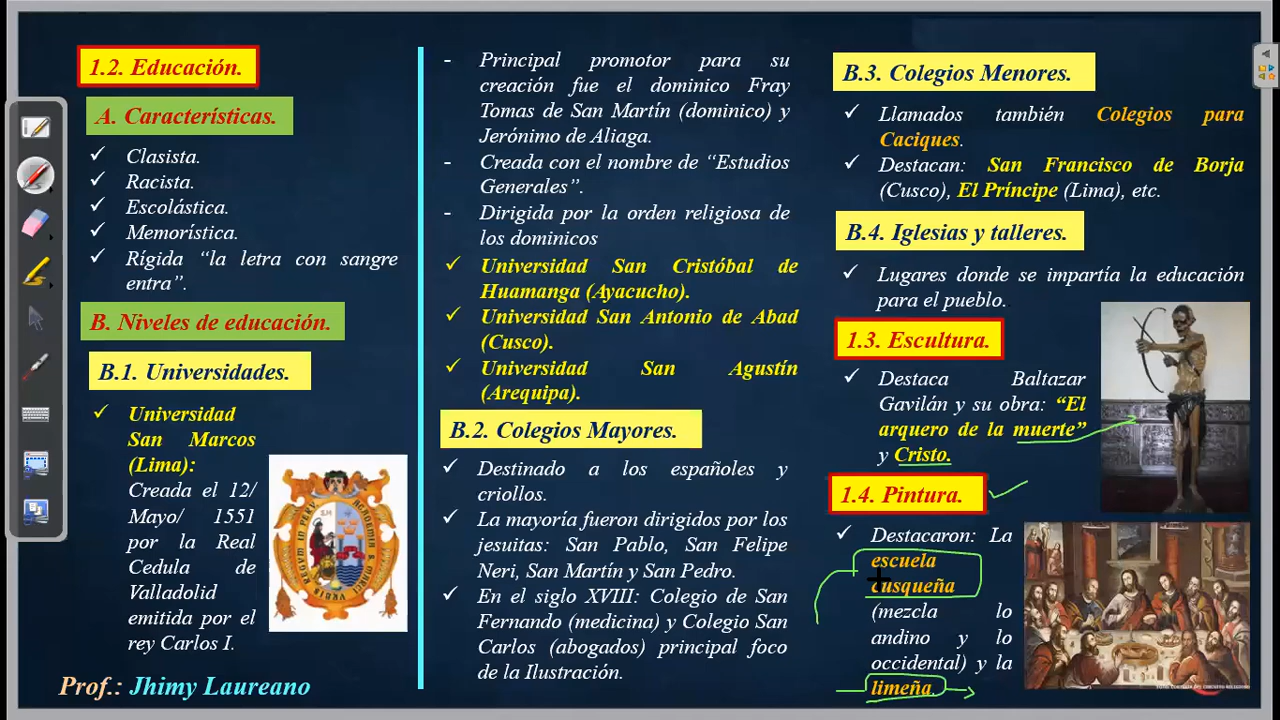 1.2. Educación.
A. Características.
✓ Clasista.
✓ Racista.
✓ Escolástica.
✓ Memorística.
✓ Rígida “la letra con sangre
entra”.
B. Niveles de educación.
B.1. Universidades.
✓ Universidad
San Marcos
(Lima):
Creada el 12/
Mayo/ 1551
por la Real
Cedula de
Valladolid
emitida por el
rey Carlos I.
Prof.: Jhimy Laureano
- Principal promotor para su
creación fue el dominico Fray
Tomas de San Martín (dominico) y
Jerónimo de Aliaga.
- Creada con el nombre de “Estudios
Generales”.
- Dirigida por la orden religiosa de
los dominicos
✓ Universidad San Cristóbal de
Huamanga (Ayacucho).
✓ Universidad San Antonio de Abad
(Cusco).
✓ Universidad San Agustín
(Arequipa).
B.2. Colegios Mayores.
✓ Destinado a los españoles y
criollos.
✓ La mayoría fueron dirigidos por los
jesuitas: San Pablo, San Felipe
Neri, San Martín y San Pedro.
✓ En el siglo XVIII: Colegio de San
Fernando (medicina) y Colegio San
Carlos (abogados) principal foco
de la Ilustración.
B.3. Colegios Menores.
✓ Llamados también Colegios para
Caciques.
✓ Destacan: San Francisco de Borja
(Cusco), El Príncipe (Lima), etc.
B.4. Iglesias y talleres.
✓ Lugares donde se impartía la educación
para el pueblo.
1.3. Escultura.
✓ Destaca Baltazar
Gavilán y su obra: “El
arquero de la muerte”
y Cristo.
1.4. Pintura.
✓ Destacaron: La
escuela
cusqueña
(mezcla lo
andino y lo
occidental) y la
limeña.